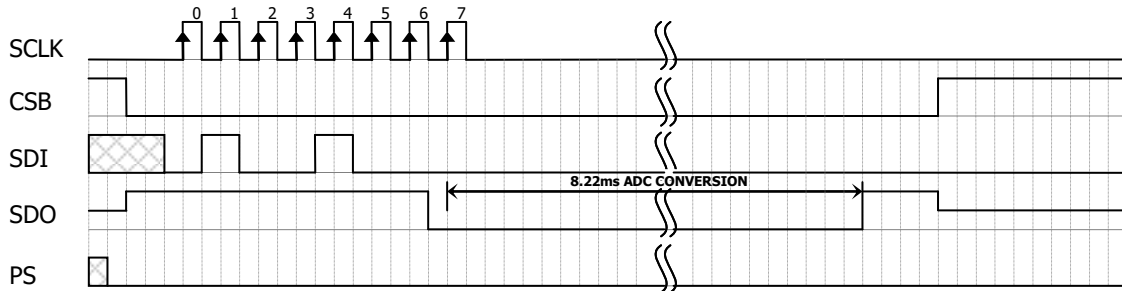 0 1 2 3 4 5 6 7
SCLK
CSB
SDI
8.22ms ADC CONVERSION
SDO
PS